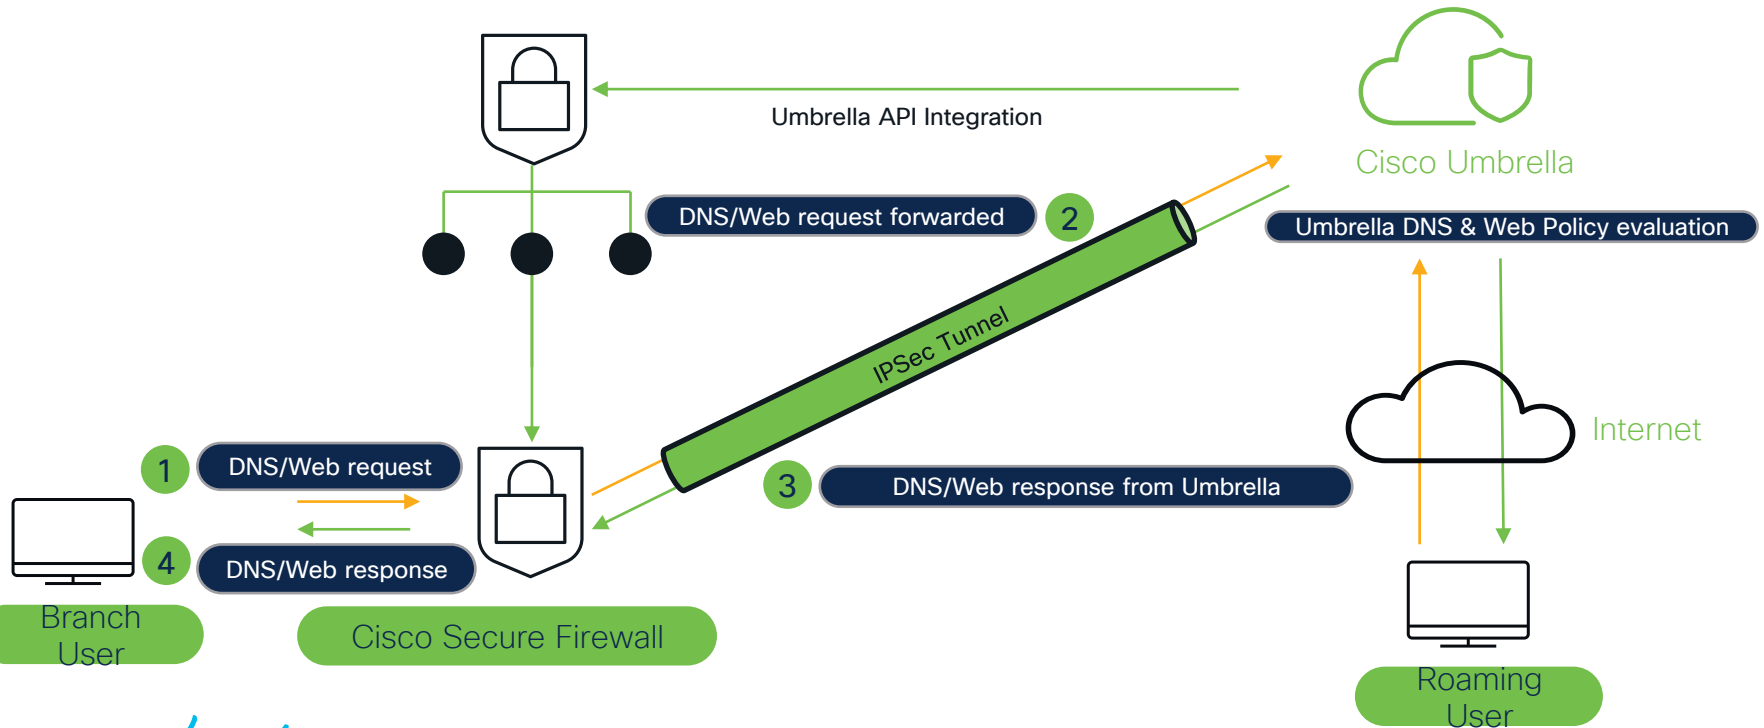 Umbrella API Integration
Cisco Umbrella
DNS/Web request forwarded
2
Umbrella DNS & Web Policy evaluation
IPSec Tunnel
Internet
1
DNS/Web request
3
DNS/Web response from Umbrella
4
DNS/Web response
Branch
User
Cisco Secure Firewall
Roaming
User